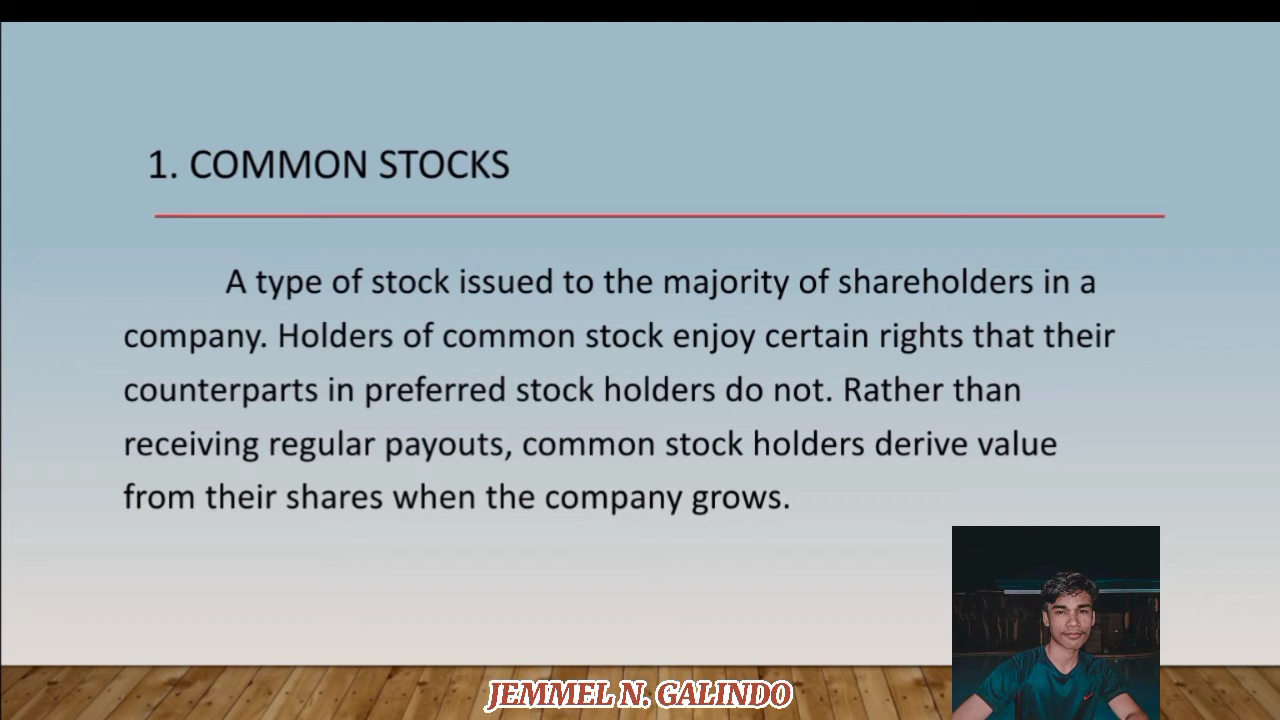 1. COMMON STOCKS
A type of stock issued to the majority of shareholders in a
company. Holders of common stock enjoy certain rights that their
counterparts in preferred stock holders do not. Rather than
receiving regular payouts, common stock holders derive value
from their shares when the company grows.
JEMMEL N. GALINDO